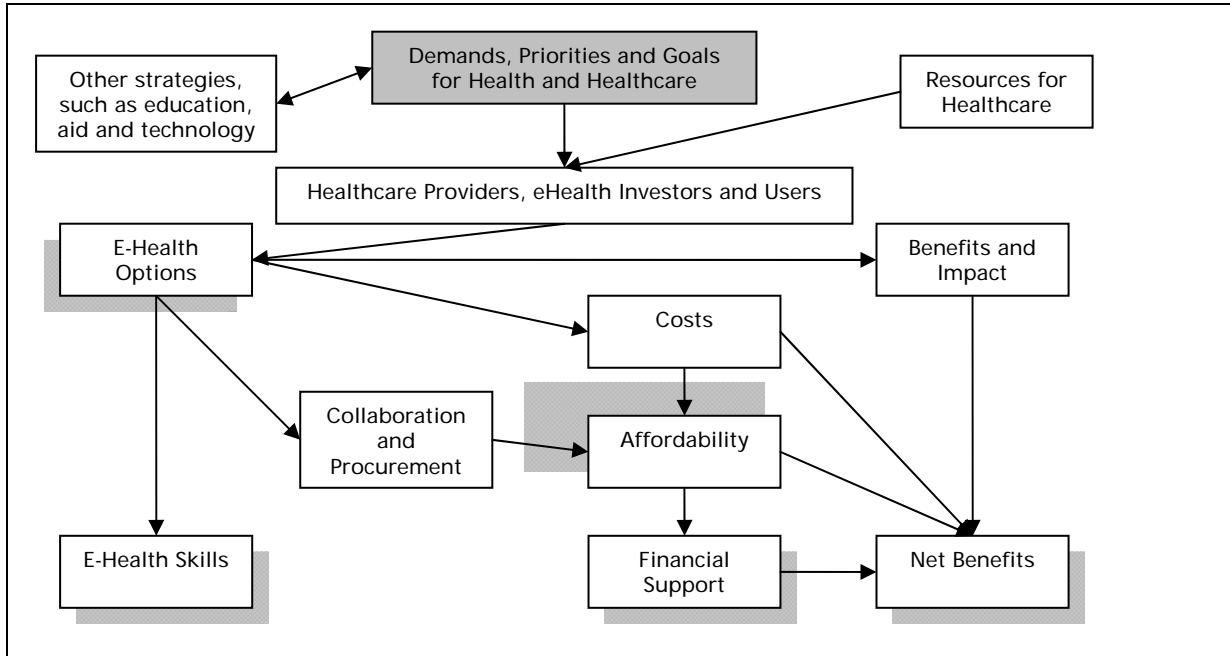 Demands, Priorities and Goals
for Health and Healthcare
Other strategies,
such as education,
aid and technology
Resources for
Healthcare
Healthcare Providers, eHealth Investors and Users
E-Health
Options
Benefits and
Impact
Costs
Collaboration
and
Procurement
Affordability
E-Health Skills
Financial
Support
Net Benefits